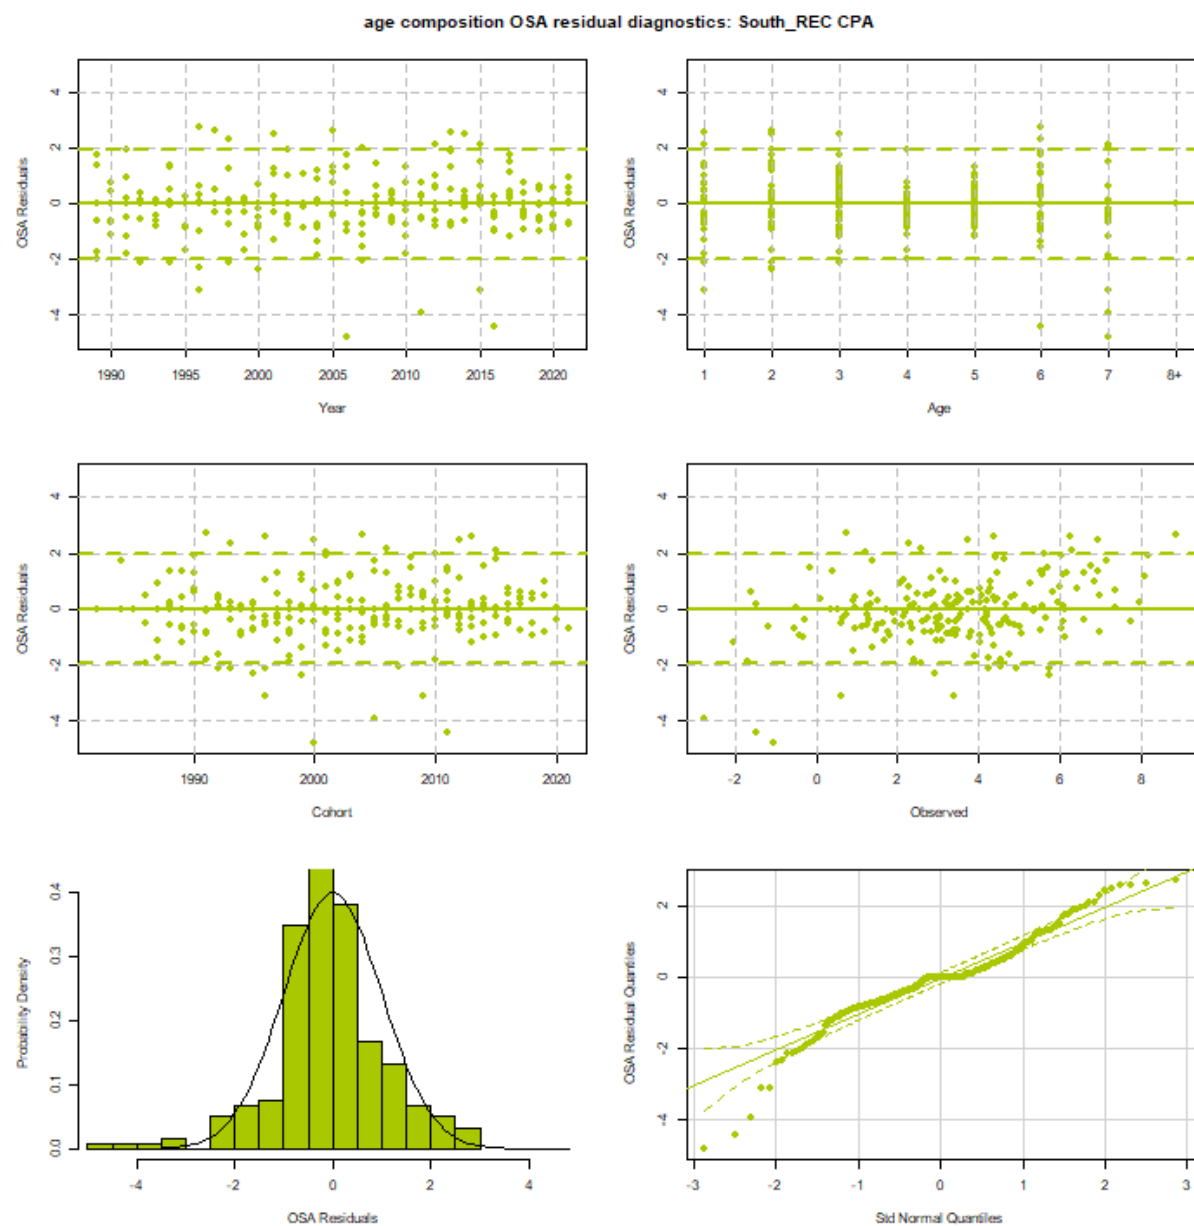 age composition OSA residual diagnostics: South_REC CPA
4
2
0
-2
-4
OSA Residuals
1990 1995 2000 2005 2010 2015 2020
Year
4
2
0
-2
-4
OSA Residuals
1 2 3 4 5 6 7 8+
Age
4
2
0
-2
-4
OSA Residuals
1990 2000 2010 2020
Cohort
4
2
0
-2
-4
OSA Residuals
-2 0 2 4 6 8
Observed
0.4
0.3
0.2
0.1
0.0
Probability Density
-4 -2 0 2 4
OSA Residuals
2
0
-2
-4
OSA Residual Quantiles
-3 -2 -1 0 1 2 3
Std Normal Quantiles